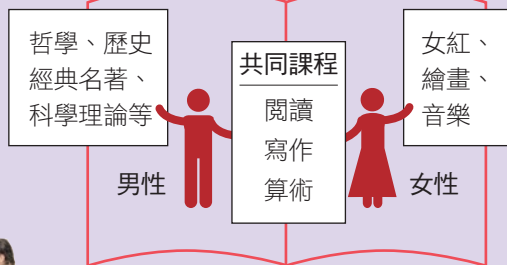 哲學、歷史
經典名著、
科學理論等
男性
共同課程
閱讀
寫作
算術
女紅、
繪畫、
音樂
女性